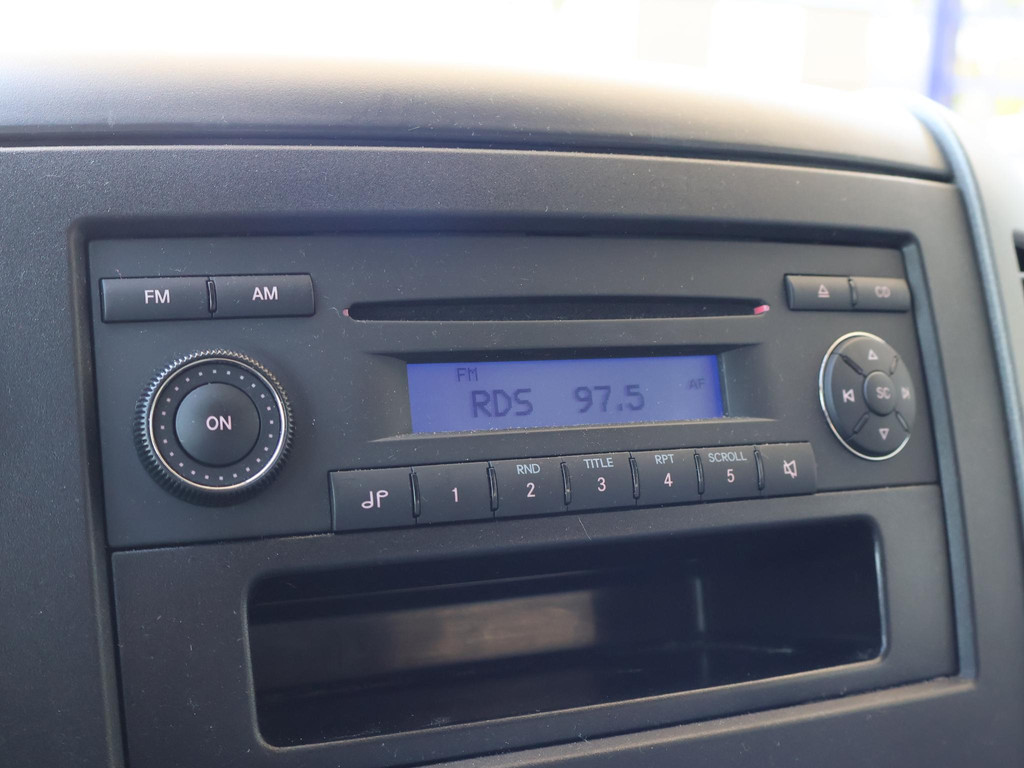 FM AM
CD
FM AF
RDS 97.5
ON
SC
1
RND
2
TITLE
3
RPT
4
SCROLL
5